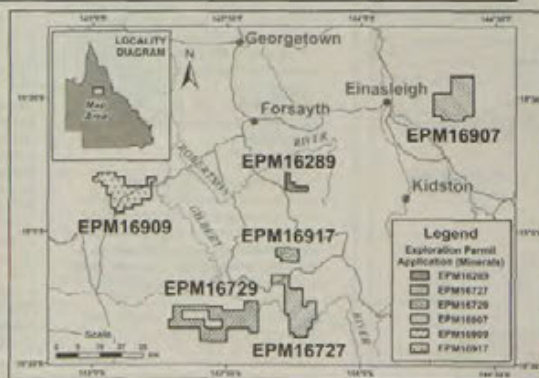 LOCALITY
DIAGRAM
Map
Area
N
Georgetown
Einasleigh
Forsayth
RIVER
EPM16907
EPM16289
ROBERTSON
Kidston
EPM16909
GILBERT
EPM16917
Legend
Exploration Permit
Application (Minerals)
EPM16289
EPM16727
EPM16729
EPM16907
EPM16909
EPM16917
EPM16729
Scale
RIVER
EPM16727